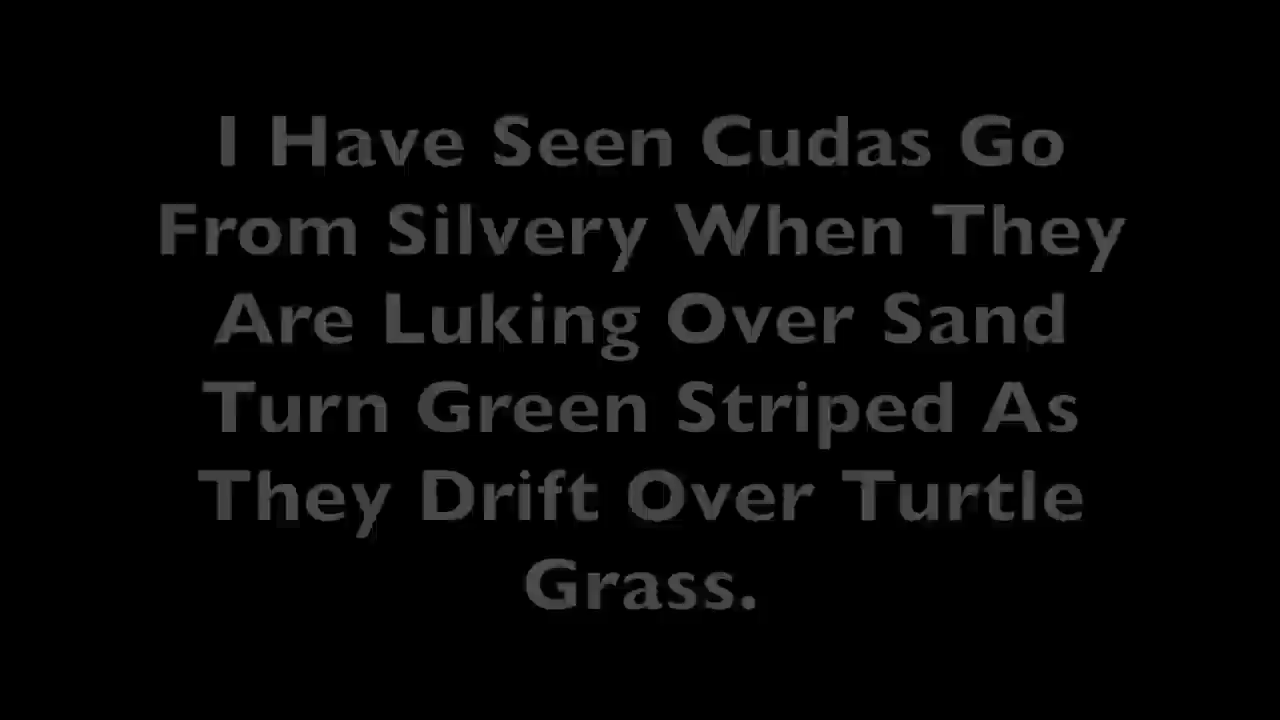 I Have Seen Cudas Go
From Silvery When They
Are Luking Over Sand
Turn Green Striped As
They Drift Over Turtle
Grass.